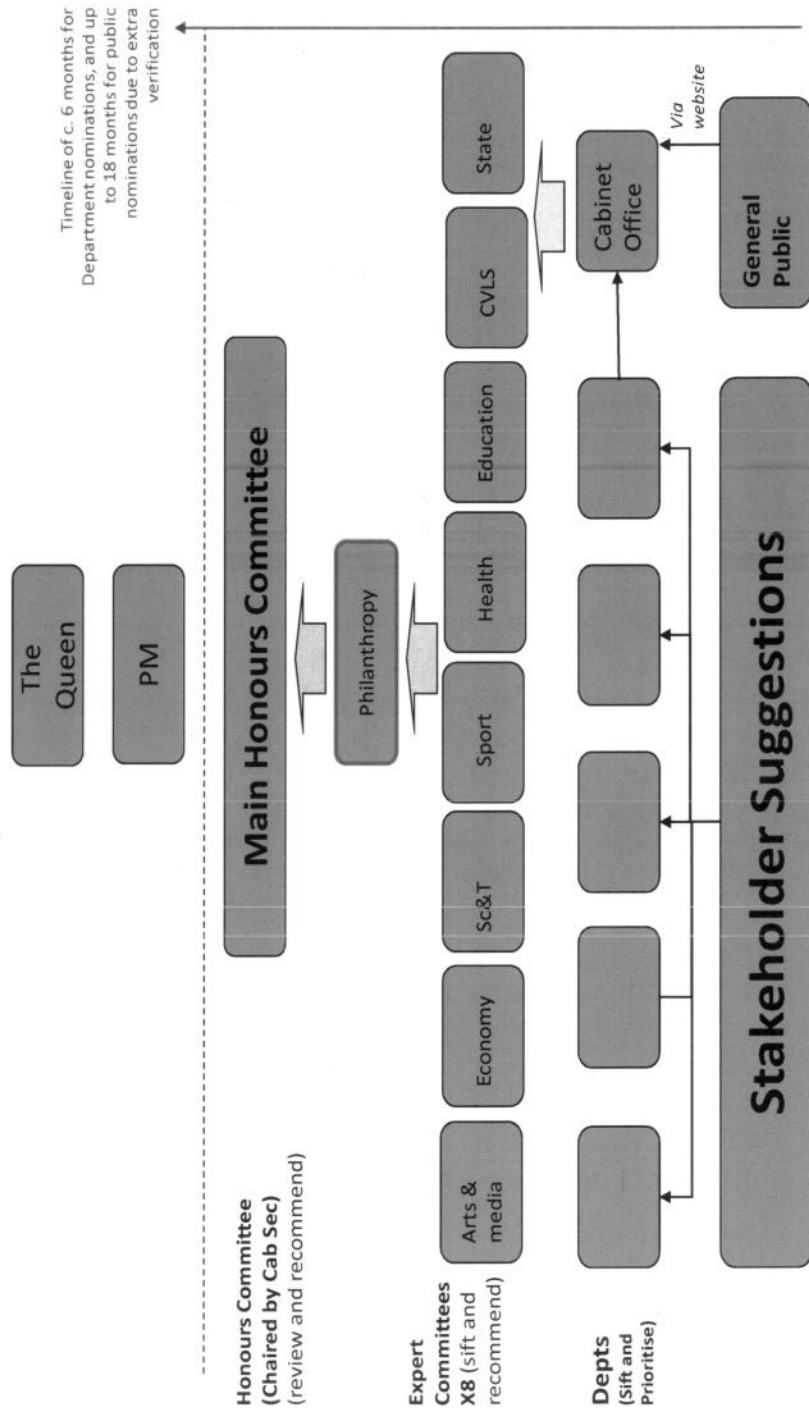 The
Queen
PM
Timeline of c. 6 months for
Department nominations, and up
to 18 months for public
nominations due to extra
verification
Honours Committee
(Chaired by Cab Sec)
(review and recommend)
Main Honours Committee
Philanthropy
Expert
Committees
X8 (sift and
recommend)
Arts &
media
Economy
Sc&T
Sport
Health
Education
CVLS
State
Depts
(Sift and
Prioritise)
Cabinet
Office
Via
website
Stakeholder Suggestions
General
Public